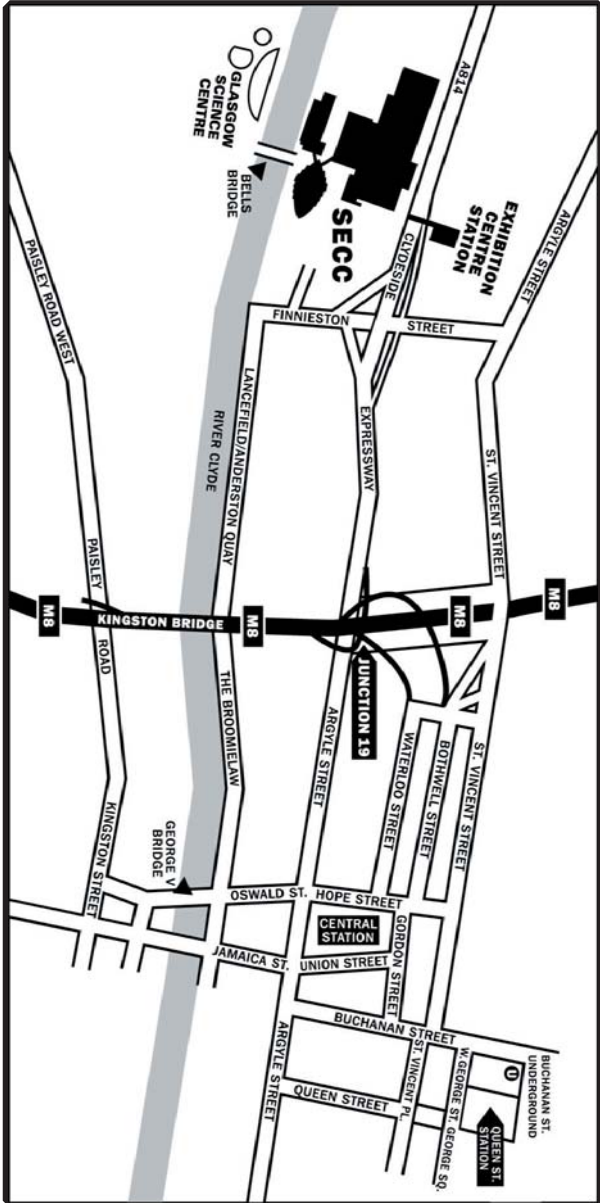 A814
ARGYLE STREET
GLASGOW
SCIENCE
CENTRE
BELLS
BRIDGE
SECC
EXHIBITION
CENTRE
STATION
CLYDESIDE
FINNIESTON
STREET
PAISLEY ROAD WEST
LANCEFIELD/ANDERSTON QUAY
RIVER CLYDE
EXPRESSWAY
ST. VINCENT STREET
PAISLEY
ROAD
M8
KINGSTON BRIDGE
M8
M8
M8
JUNCTION 19
THE BROOMIELAW
ARGYLE STREET
WATERLOO STREET
BOTHWELL STREET
ST. VINCENT STREET
KINGSTON STREET
GEORGE V
BRIDGE
OSWALD ST.
HOPE STREET
CENTRAL
STATION
GORDON STREET
JAMAICA ST.
UNION STREET
BUCHANAN STREET
ARGYLE STREET
QUEEN STREET
ST. VINCENT PL.
W. GEORGE ST.
GEORGE SQ.
U
BUCHANAN ST.
UNDERGROUND
QUEEN ST.
STATION